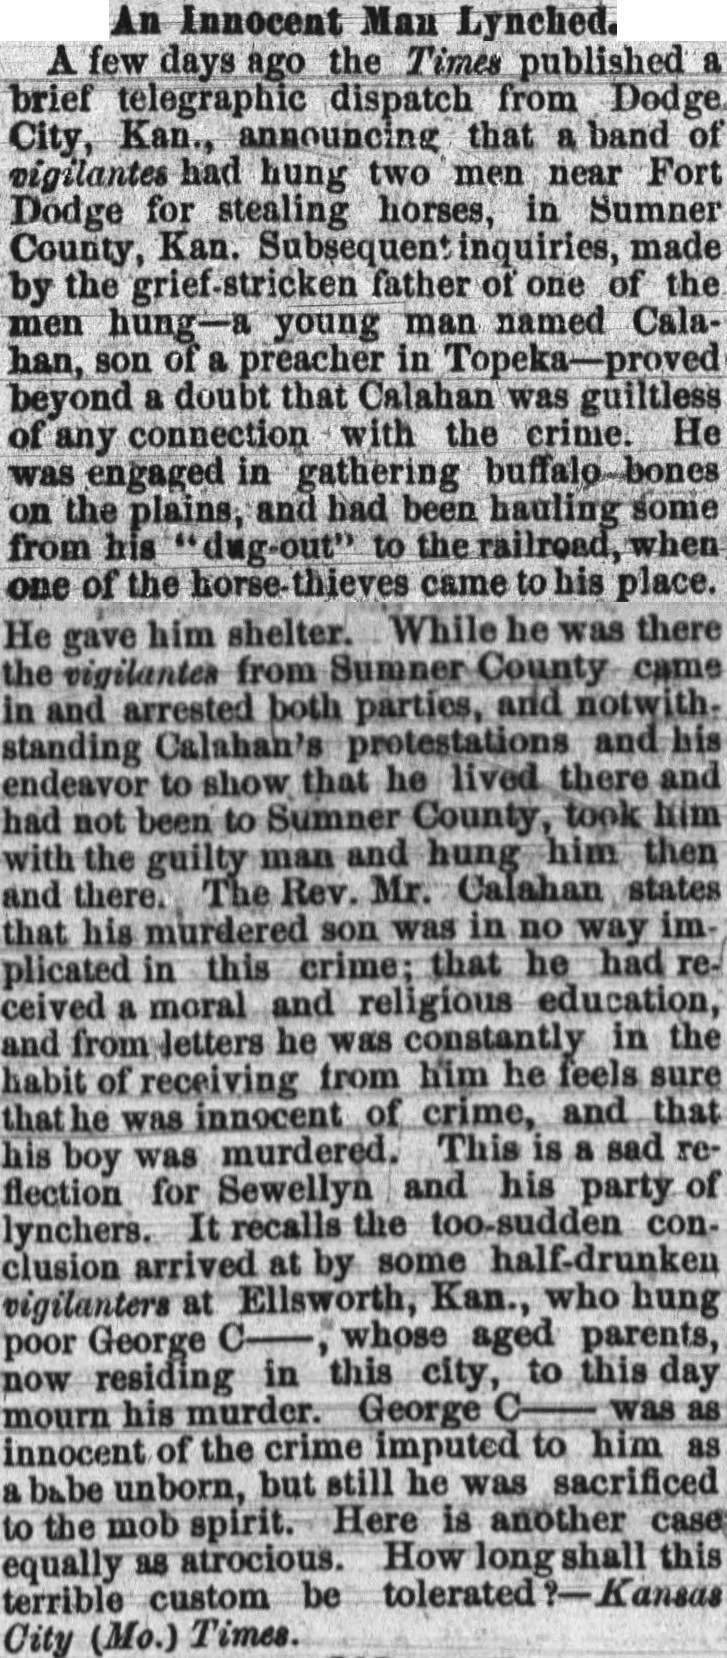 An Innocent Man Lynched.
A few days ago the Times published a
brief telegraphic dispatch from Dodge
City, Kan., announcing that a band of
vigilantes had hung two men near Fort
Dodge for stealing horses, in Sumner
County, Kan. Subsequent inquiries, made
by the grief-stricken father of one of the
men hung—a young man named Cala-
han, son of a preacher in Topeka—proved
beyond a doubt that Calahan was guiltless
of any connection with the crime. He
was engaged in gathering buffalo bones
on the plains, and had been hauling some
from his "dug-out" to the railroad, when
one of the horse-thieves came to his place.
He gave him shelter. While he was there
the vigilantes from Sumner County came
in and arrested both parties, and notwith-
standing Calahan's protestations and his
endeavor to show that he lived there and
had not been to Sumner County, took him
with the guilty man and hung him then
and there. The Rev. Mr. Calahan states
that his murdered son was in no way im-
plicated in this crime; that he had re-
ceived a moral and religious education,
and from letters he was constantly in the
habit of receiving from him he feels sure
that he was innocent of crime, and that
his boy was murdered. This is a sad re-
flection for Sewellyn and his party of
lynchers. It recalls the too-sudden con-
clusion arrived at by some half-drunken
vigilanters at Ellsworth, Kan., who hung
poor George C——, whose aged parents,
now residing in this city, to this day
mourn his murder. George C—— was as
innocent of the crime imputed to him as
a babe unborn, but still he was sacrificed
to the mob spirit. Here is another case
equally as atrocious. How long shall this
terrible custom be tolerated?—Kansas
City (Mo.) Times.